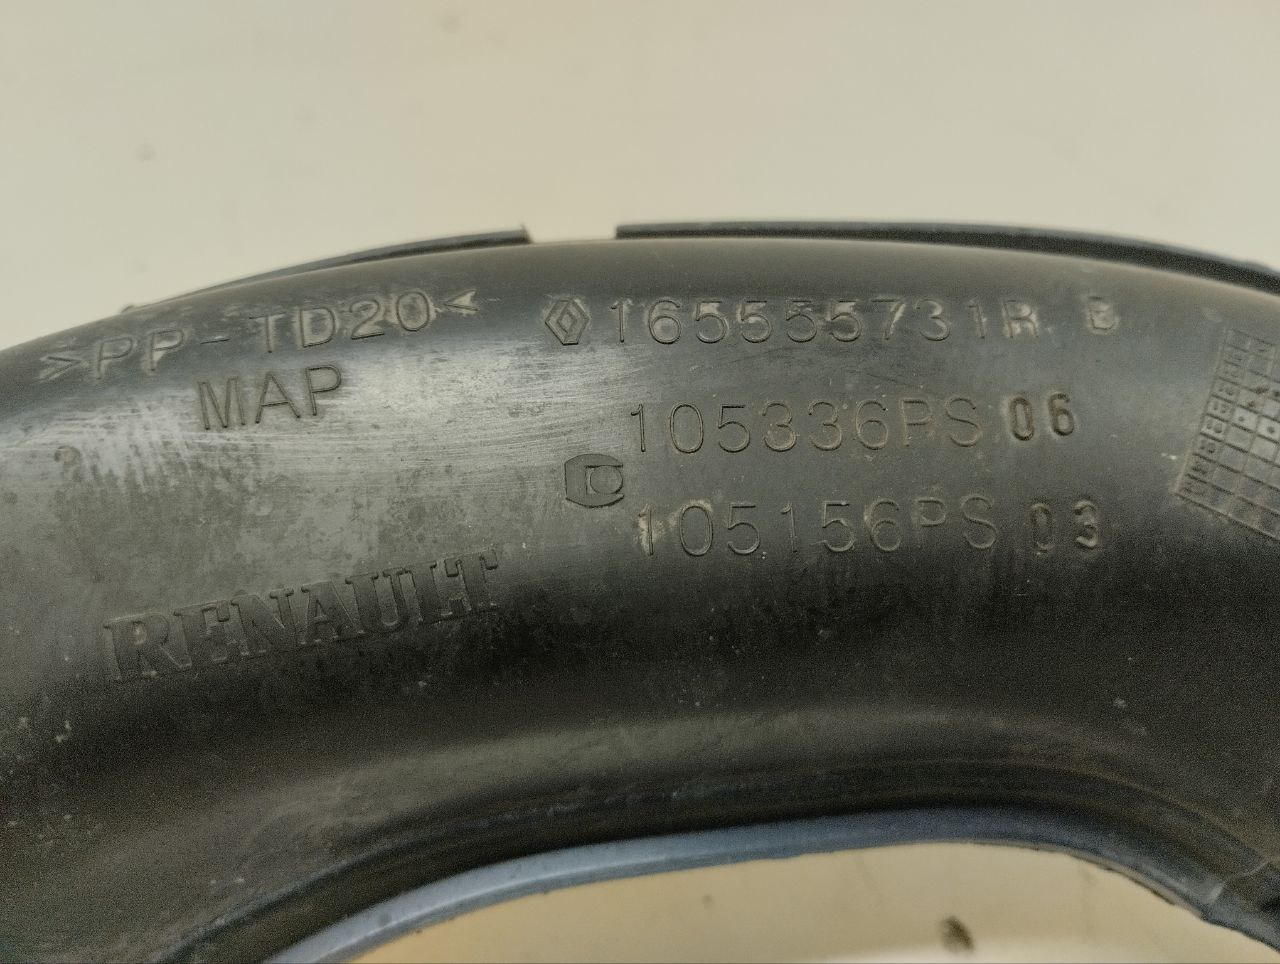 >PP-TD20<
MAP
165555731R B
105336PS 06
105156PS 03
RENAULT